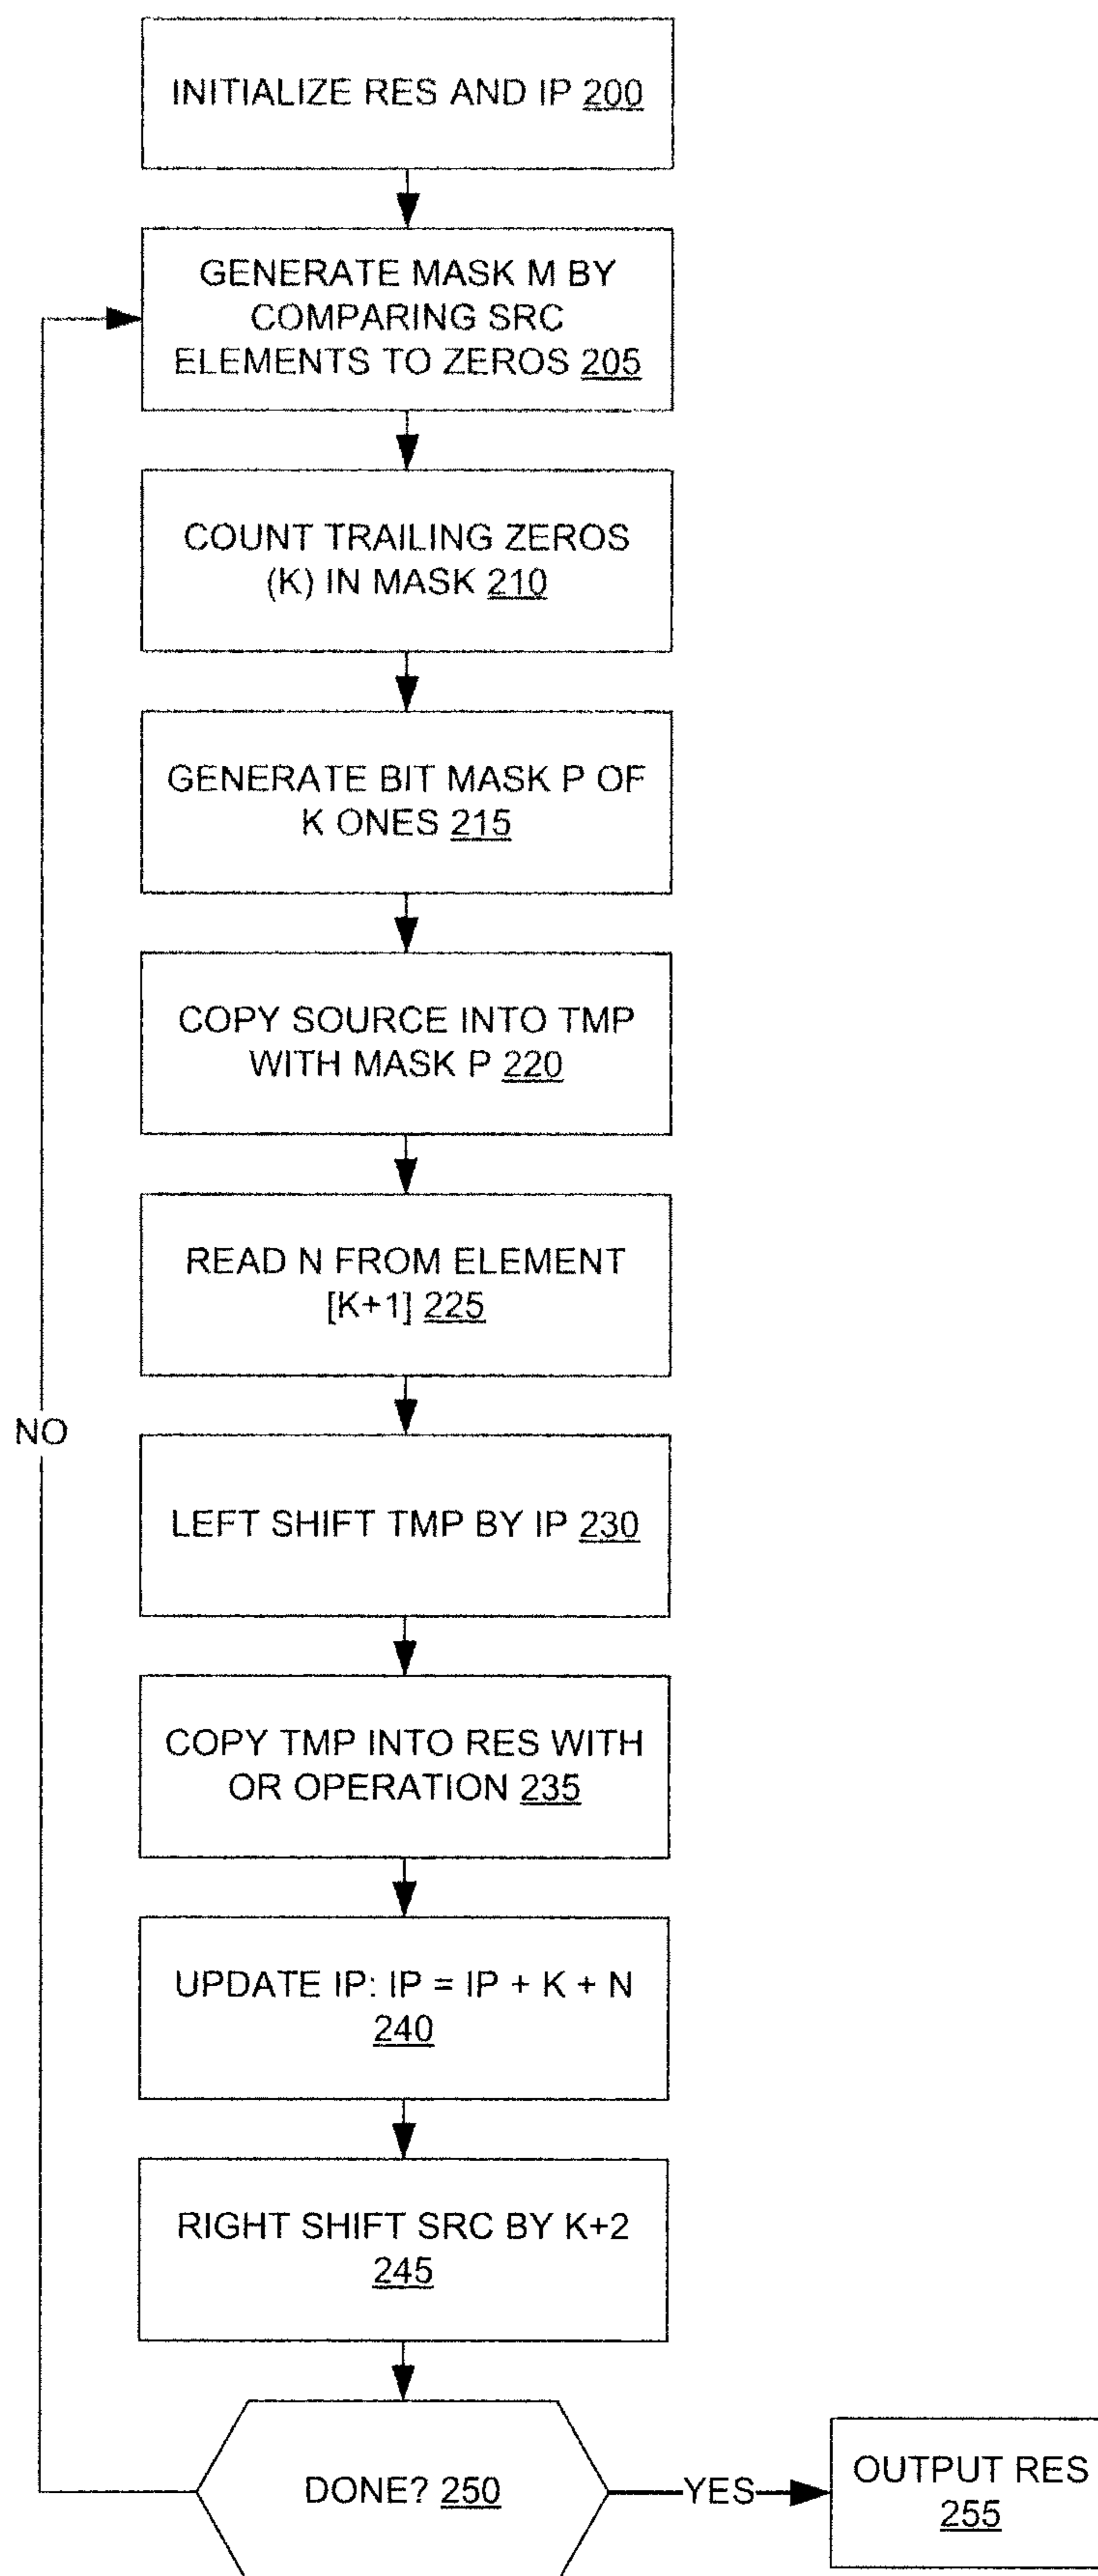 INITIALIZE RES AND IP 200
GENERATE MASK M BY
COMPARING SRC
ELEMENTS TO ZEROS 205
COUNT TRAILING ZEROS
(K) IN MASK 210
GENERATE BIT MASK P OF
K ONES 215
COPY SOURCE INTO TMP
WITH MASK P 220
READ N FROM ELEMENT
[K+1] 225
NO
LEFT SHIFT TMP BY IP 230
COPY TMP INTO RES WITH
OR OPERATION 235
UPDATE IP: IP = IP + K + N
240
RIGHT SHIFT SRC BY K+2
245
DONE? 250
YES
OUTPUT RES
255